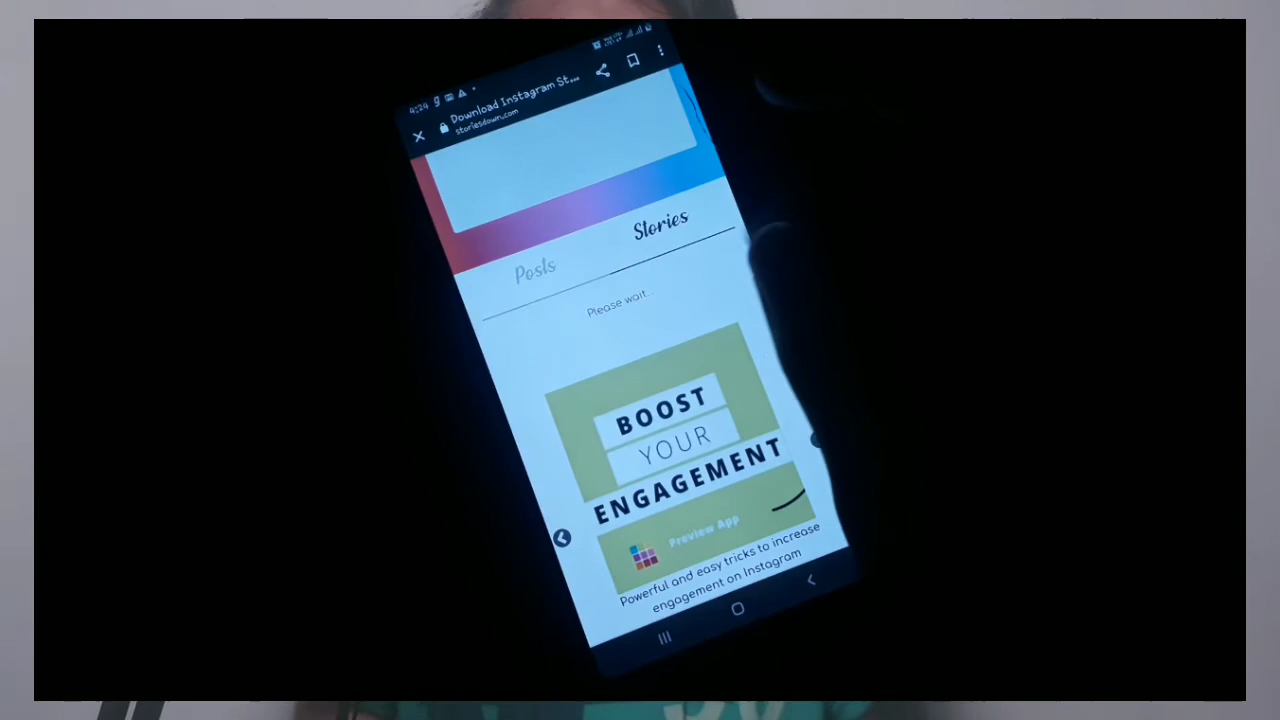 4:24
Download Instagram St...
storiesdown.com
Posts
Stories
Please wait...
BOOST
YOUR
ENGAGEMENT
Preview App
Powerful and easy tricks to increase
engagement on Instagram